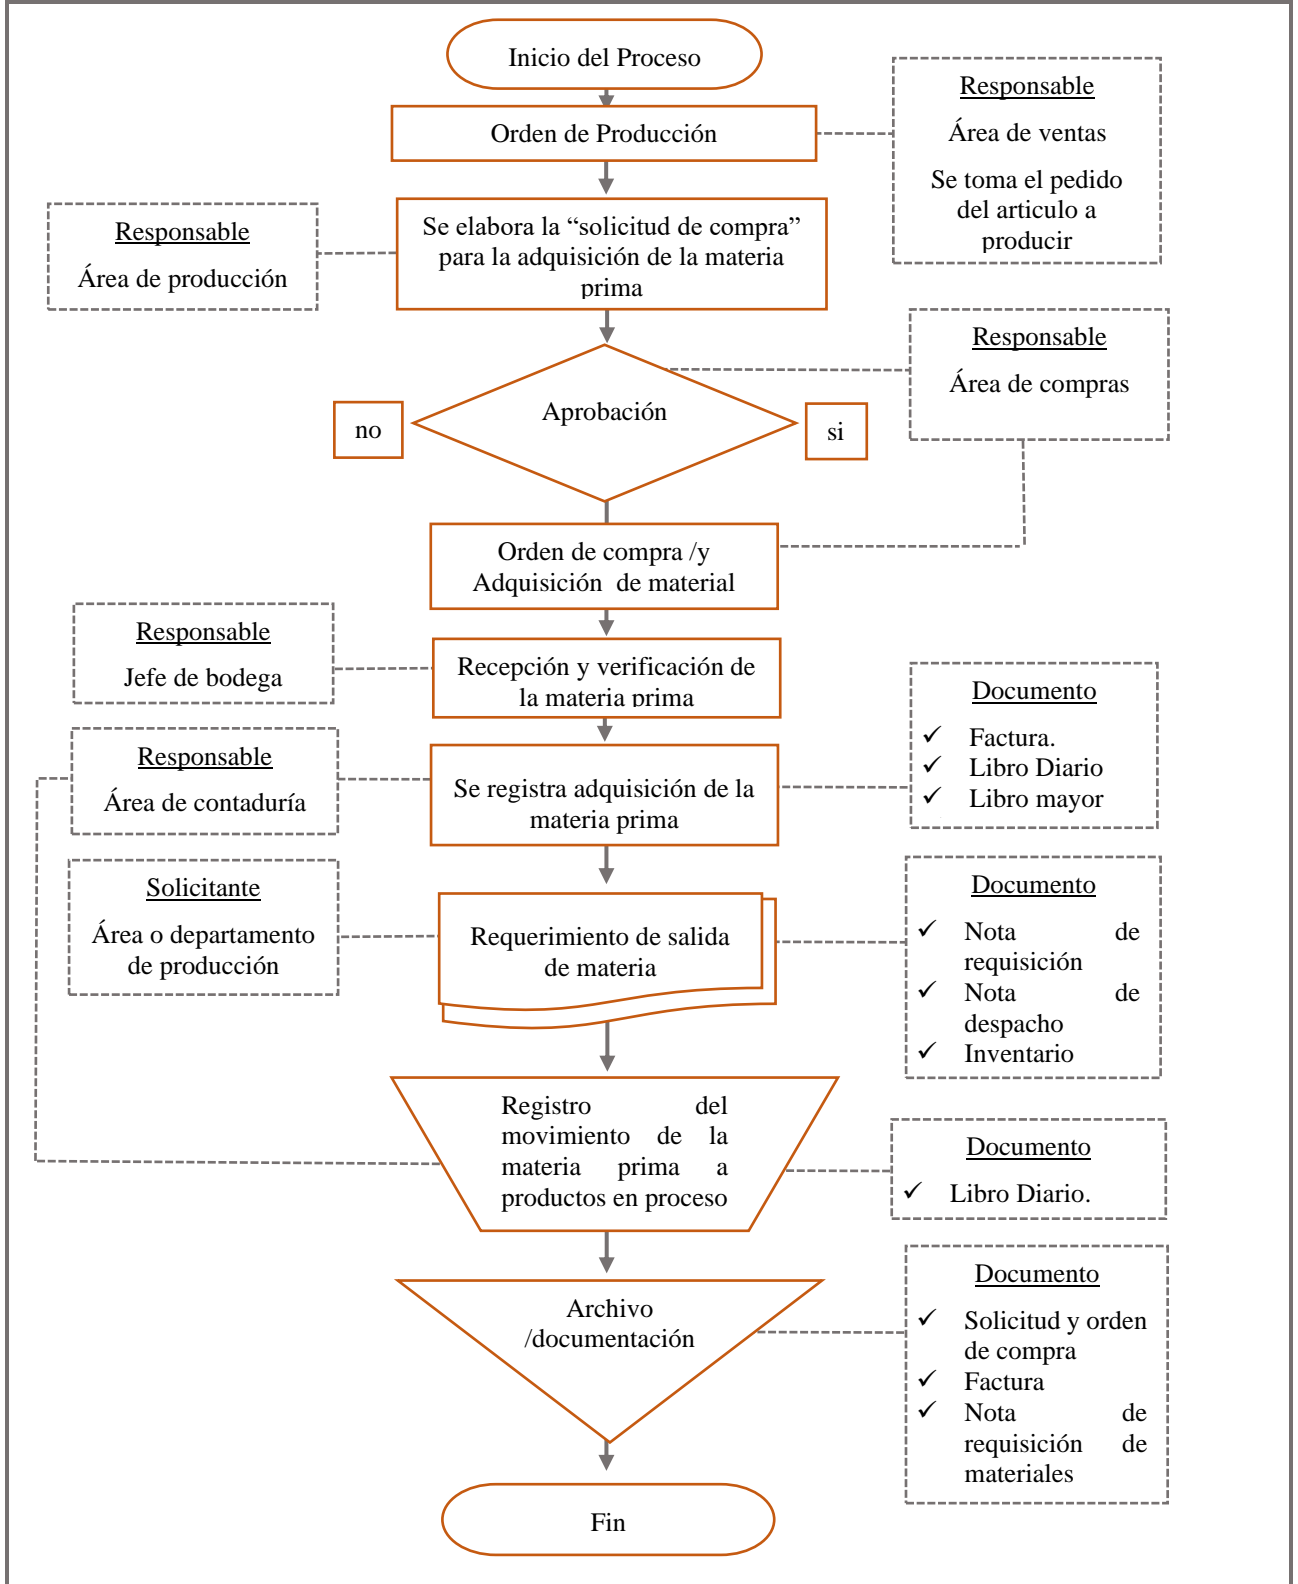 Inicio del Proceso
Orden de Producción
Responsable
Área de ventas
Se toma el pedido
del articulo a
producir
Responsable
Área de producción
Se elabora la “solicitud de compra”
para la adquisición de la materia
prima
Responsable
Área de compras
Aprobación
no
si
Orden de compra /y
Adquisición de material
Responsable
Jefe de bodega
Recepción y verificación de
la materia prima
Documento
✓ Factura.
✓ Libro Diario
✓ Libro mayor
Responsable
Área de contaduría
Se registra adquisición de la
materia prima
Solicitante
Área o departamento
de producción
Requerimiento de salida
de materia
Documento
✓ Nota de
requisición
✓ Nota de
despacho
✓ Inventario
Registro del
movimiento de la
materia prima a
productos en proceso
Documento
✓ Libro Diario.
Archivo
/documentación
Documento
✓ Solicitud y orden
de compra
✓ Factura
✓ Nota de
requisición de
materiales
Fin